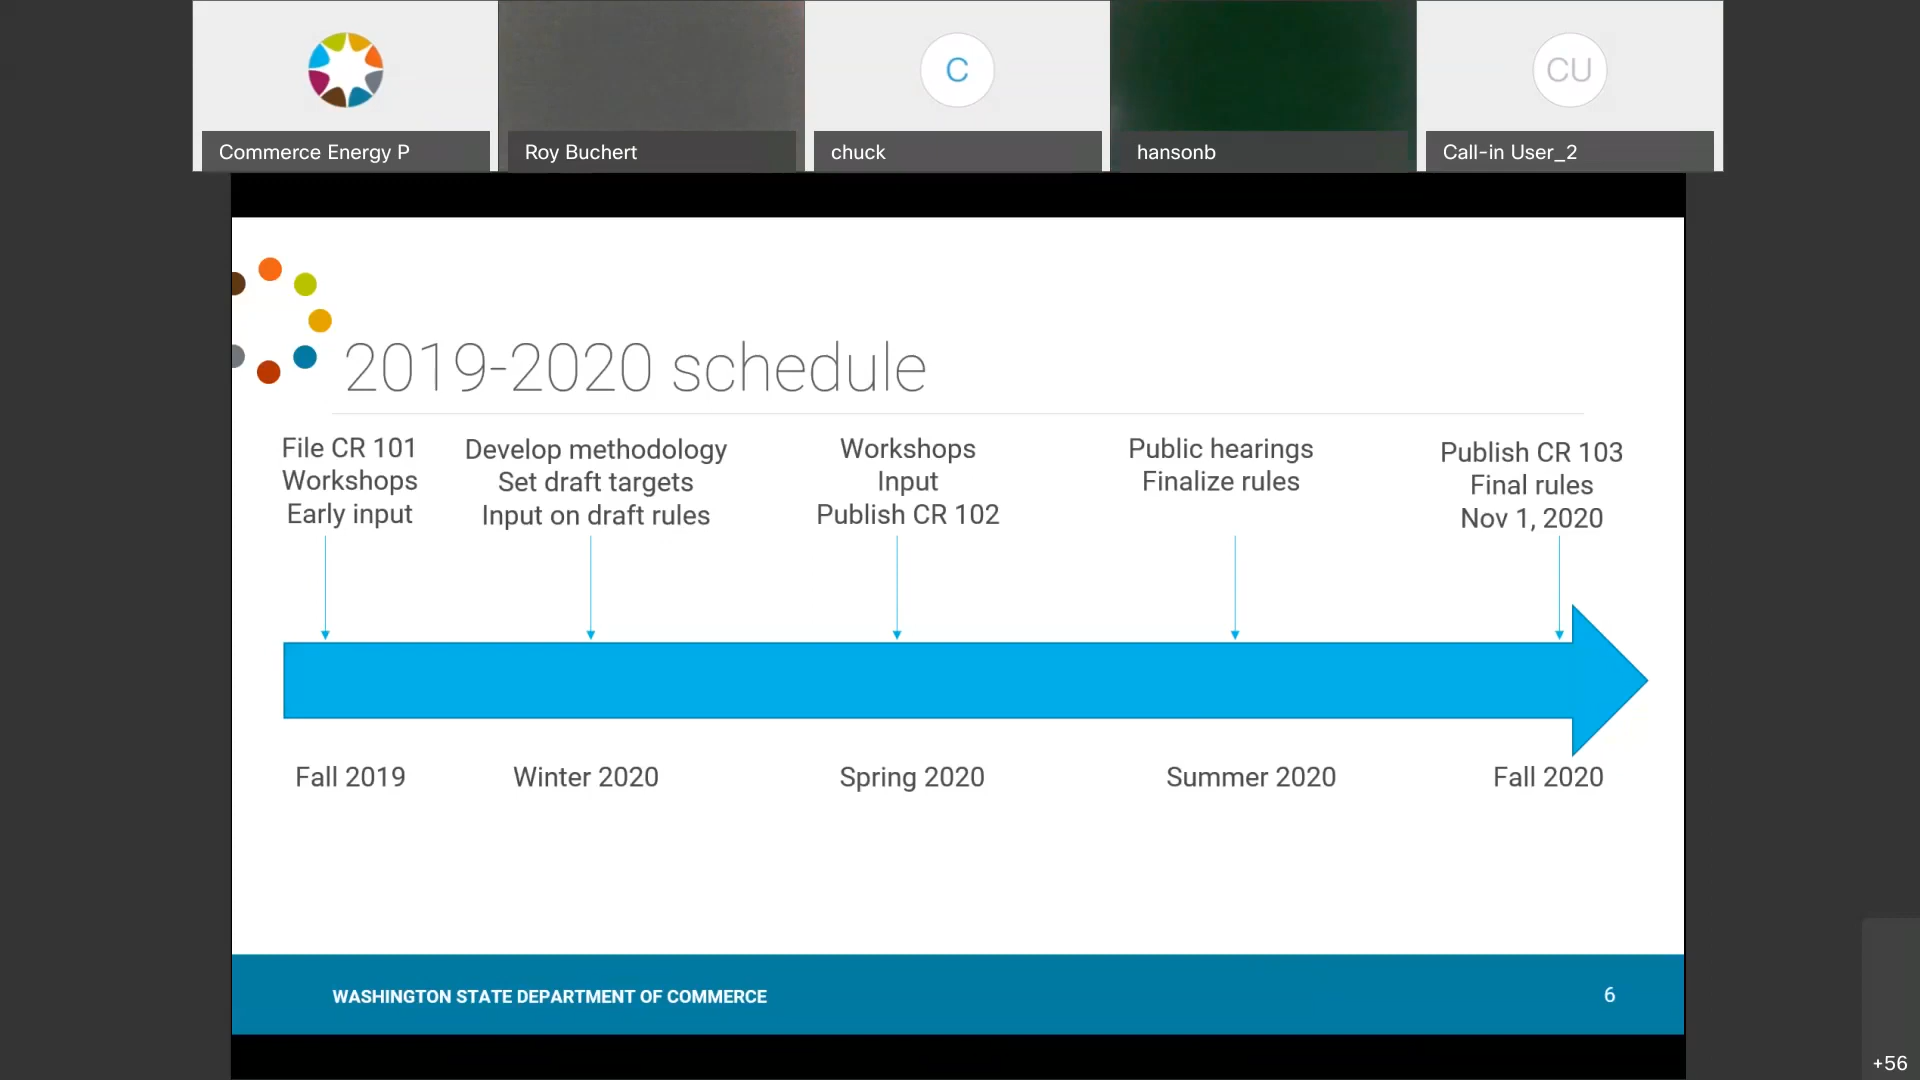 C
CU
Commerce Energy P
Roy Buchert
chuck
hansonb
Call-in User_2
2019-2020 schedule
File CR 101
Workshops
Early input
Develop methodology
Set draft targets
Input on draft rules
Workshops
Input
Publish CR 102
Public hearings
Finalize rules
Publish CR 103
Final rules
Nov 1, 2020
Fall 2019
Winter 2020
Spring 2020
Summer 2020
Fall 2020
WASHINGTON STATE DEPARTMENT OF COMMERCE
6
+56